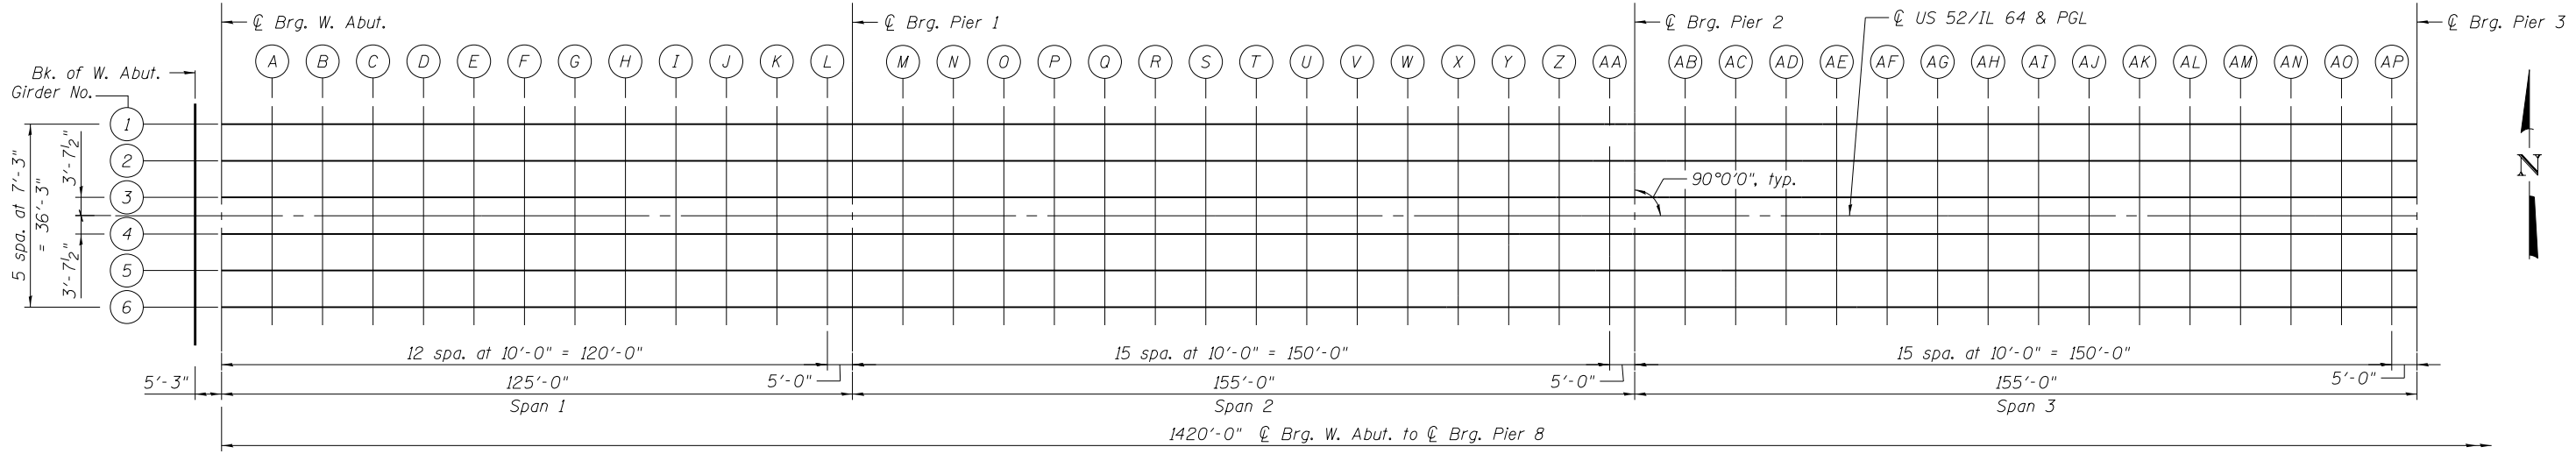 ℄ Brg. W. Abut.
℄ Brg. Pier 1
℄ Brg. Pier 2
℄ US 52/IL 64 & PGL
℄ Brg. Pier 3
A B C D E F G H I J K L M N O P Q R S T U V W X Y Z AA AB AC AD AE AF AG AH AI AJ AK AL AM AN AO AP
Bk. of W. Abut.
Girder No.
1
2
3
4
5
6
5 spa. at 7'-3"
= 36'-3"
3'-7½"
3'-7½"
90°0'0", typ.
N
12 spa. at 10'-0" = 120'-0"
15 spa. at 10'-0" = 150'-0"
15 spa. at 10'-0" = 150'-0"
5'-3"
125'-0"
5'-0"
155'-0"
5'-0"
155'-0"
5'-0"
Span 1
Span 2
Span 3
1420'-0" ℄ Brg. W. Abut. to ℄ Brg. Pier 8